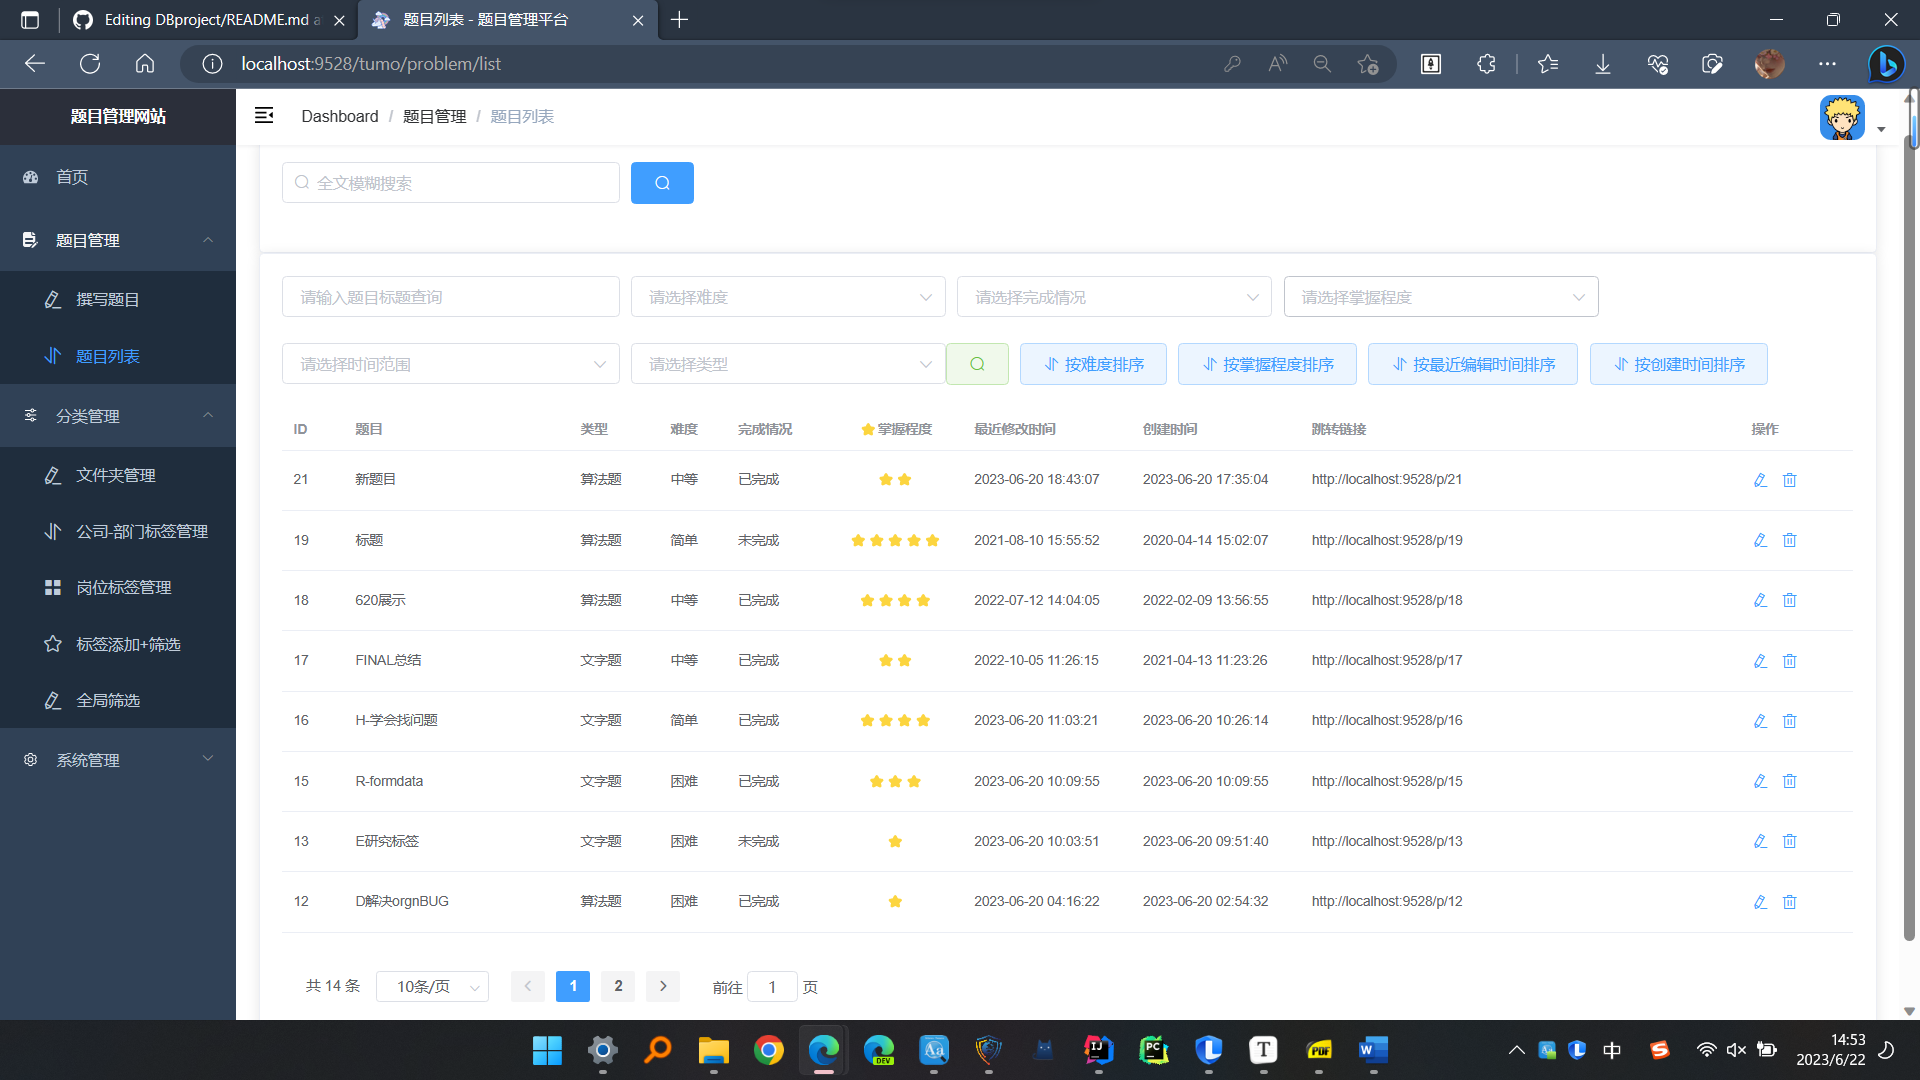 Editing DBproject/README.md a
题目列表 - 题目管理平台
localhost:9528/tumo/problem/list
题目管理网站
Dashboard / 题目管理 / 题目列表
首页
题目管理
撰写题目
题目列表
分类管理
文件夹管理
公司-部门标签管理
岗位标签管理
标签添加+筛选
全局筛选
系统管理
全文模糊搜索
请输入题目标题查询 请选择难度 请选择完成情况 请选择掌握程度
请选择时间范围 请选择类型 按难度排序 按掌握程度排序 按最近编辑时间排序 按创建时间排序
ID 题目 类型 难度 完成情况 掌握程度 最近修改时间 创建时间 跳转链接 操作
21 新题目 算法题 中等 已完成 2023-06-20 18:43:07 2023-06-20 17:35:04 http://localhost:9528/p/21
19 标题 算法题 简单 未完成 2021-08-10 15:55:52 2020-04-14 15:02:07 http://localhost:9528/p/19
18 620展示 算法题 中等 已完成 2022-07-12 14:04:05 2022-02-09 13:56:55 http://localhost:9528/p/18
17 FINAL总结 文字题 中等 已完成 2022-10-05 11:26:15 2021-04-13 11:23:26 http://localhost:9528/p/17
16 H-学会找问题 文字题 简单 已完成 2023-06-20 11:03:21 2023-06-20 10:26:14 http://localhost:9528/p/16
15 R-formdata 文字题 困难 已完成 2023-06-20 10:09:55 2023-06-20 10:09:55 http://localhost:9528/p/15
13 E研究标签 文字题 困难 未完成 2023-06-20 10:03:51 2023-06-20 09:51:40 http://localhost:9528/p/13
12 D解决orgnBUG 算法题 困难 已完成 2023-06-20 04:16:22 2023-06-20 02:54:32 http://localhost:9528/p/12
共 14 条 10条/页 1 2 前往 1 页
DEV
Aa
IJ
PC
T
PDF
W
中
S
14:53
2023/6/22